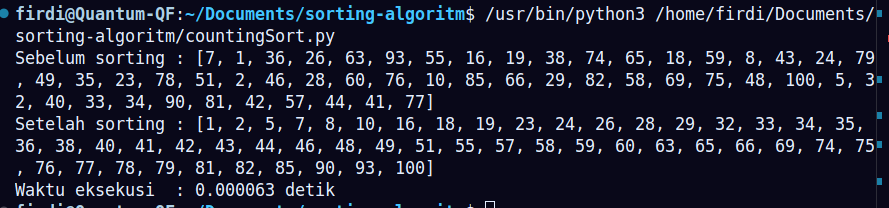 firdi@Quantum-QF:~/Documents/sorting-algoritm$ /usr/bin/python3 /home/firdi/Documents/
sorting-algoritm/countingSort.py
Sebelum sorting : [7, 1, 36, 26, 63, 93, 55, 16, 19, 38, 74, 65, 18, 59, 8, 43, 24, 79
, 49, 35, 23, 78, 51, 2, 46, 28, 60, 76, 10, 85, 66, 29, 82, 58, 69, 75, 48, 100, 5, 3
2, 40, 33, 34, 90, 81, 42, 57, 44, 41, 77]
Setelah sorting : [1, 2, 5, 7, 8, 10, 16, 18, 19, 23, 24, 26, 28, 29, 32, 33, 34, 35,
36, 38, 40, 41, 42, 43, 44, 46, 48, 49, 51, 55, 57, 58, 59, 60, 63, 65, 66, 69, 74, 75
, 76, 77, 78, 79, 81, 82, 85, 90, 93, 100]
Waktu eksekusi  : 0.000063 detik
firdi@Quantum-QF:~/Documents/sorting-algoritm$